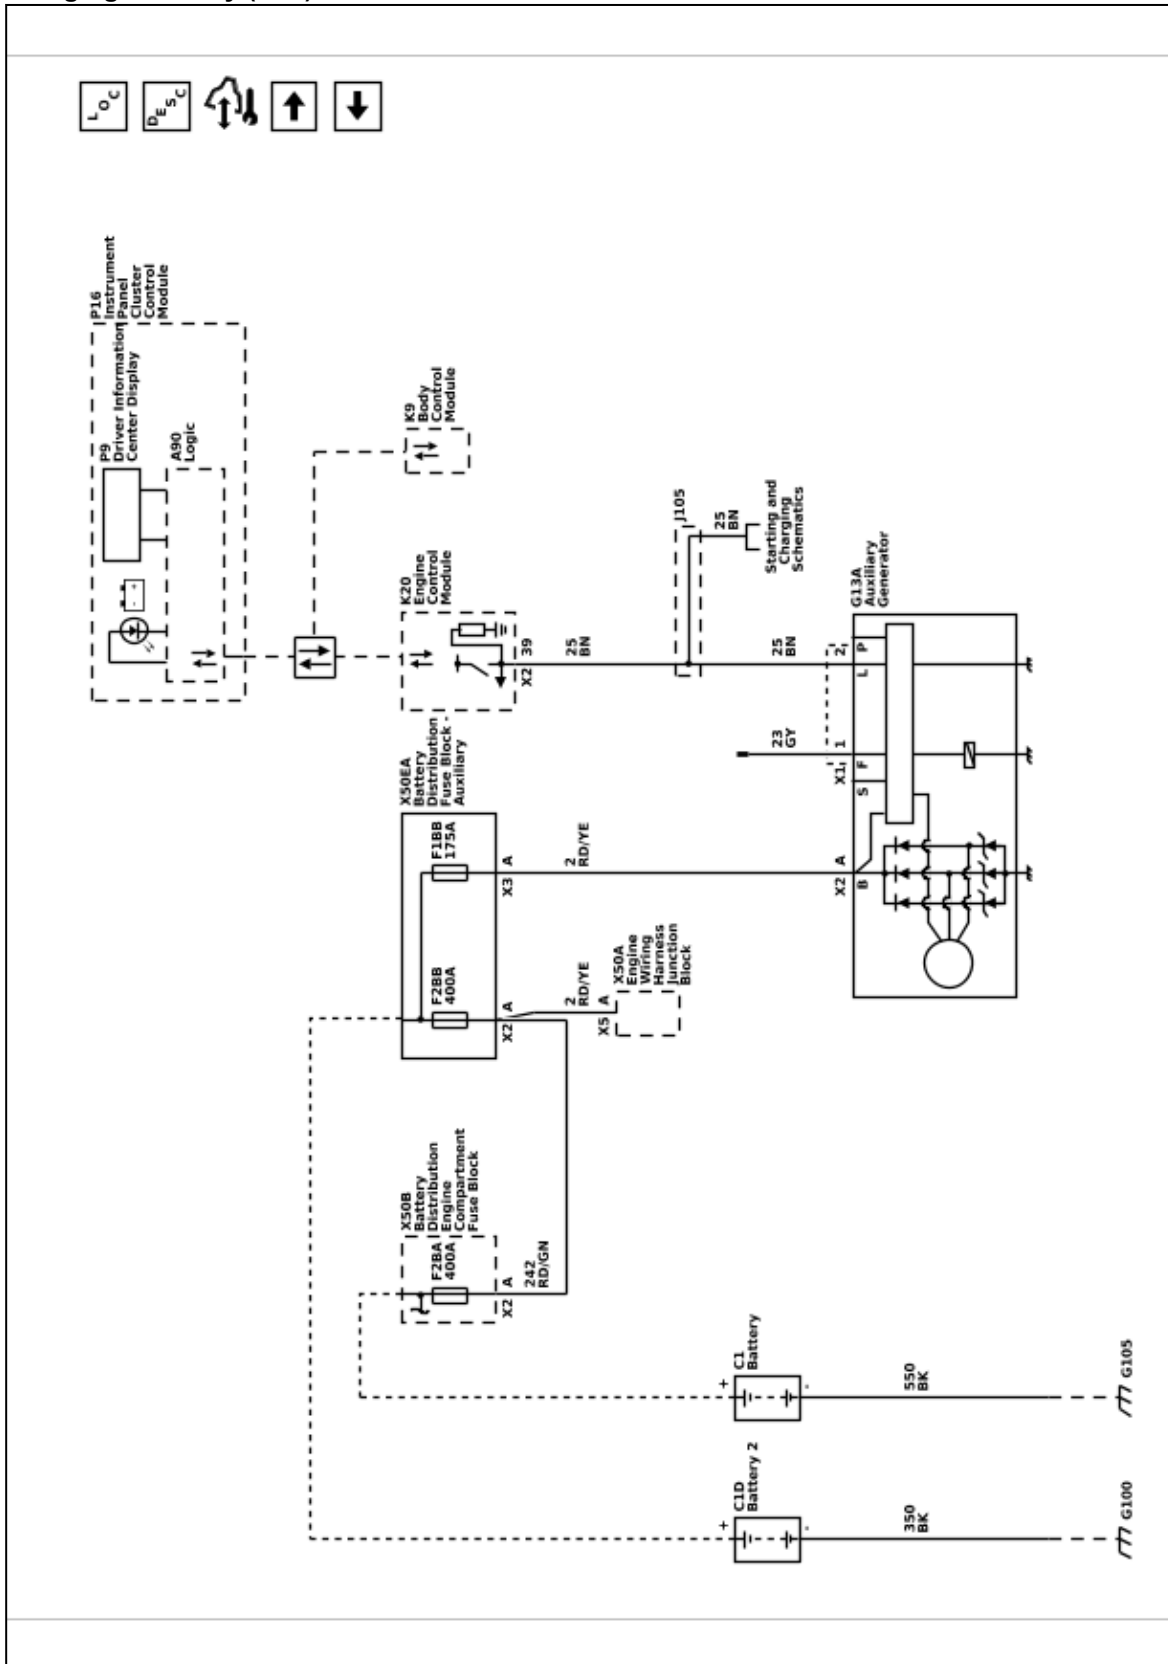 LOC
DESC
P16
Instrument
Panel
Cluster
Control
Module
P9
Driver Information
Center Display
A90
Logic
- +
K9
Body
Control
Module
K20
Engine
Control
Module
X2 39
25
BN
J105
25
BN
Starting and
Charging
Schematics
25
BN
G13A
Auxiliary
Generator
2
P
L
23
GY
X1 1
F
S
X50EA
Battery
Distribution
Fuse Block -
Auxiliary
F1BB
175A
X3 A
2
RD/YE
X2 A
B
F2BB
400A
X2 A
2
RD/YE
X5 A
X50A
Engine
Wiring
Harness
Junction
Block
X50B
Battery
Distribution
Engine
Compartment
Fuse Block
F2BA
400A
X2 A
242
RD/GN
C1
Battery
+
-
550
BK
G105
C1D
Battery 2
+
-
350
BK
G100